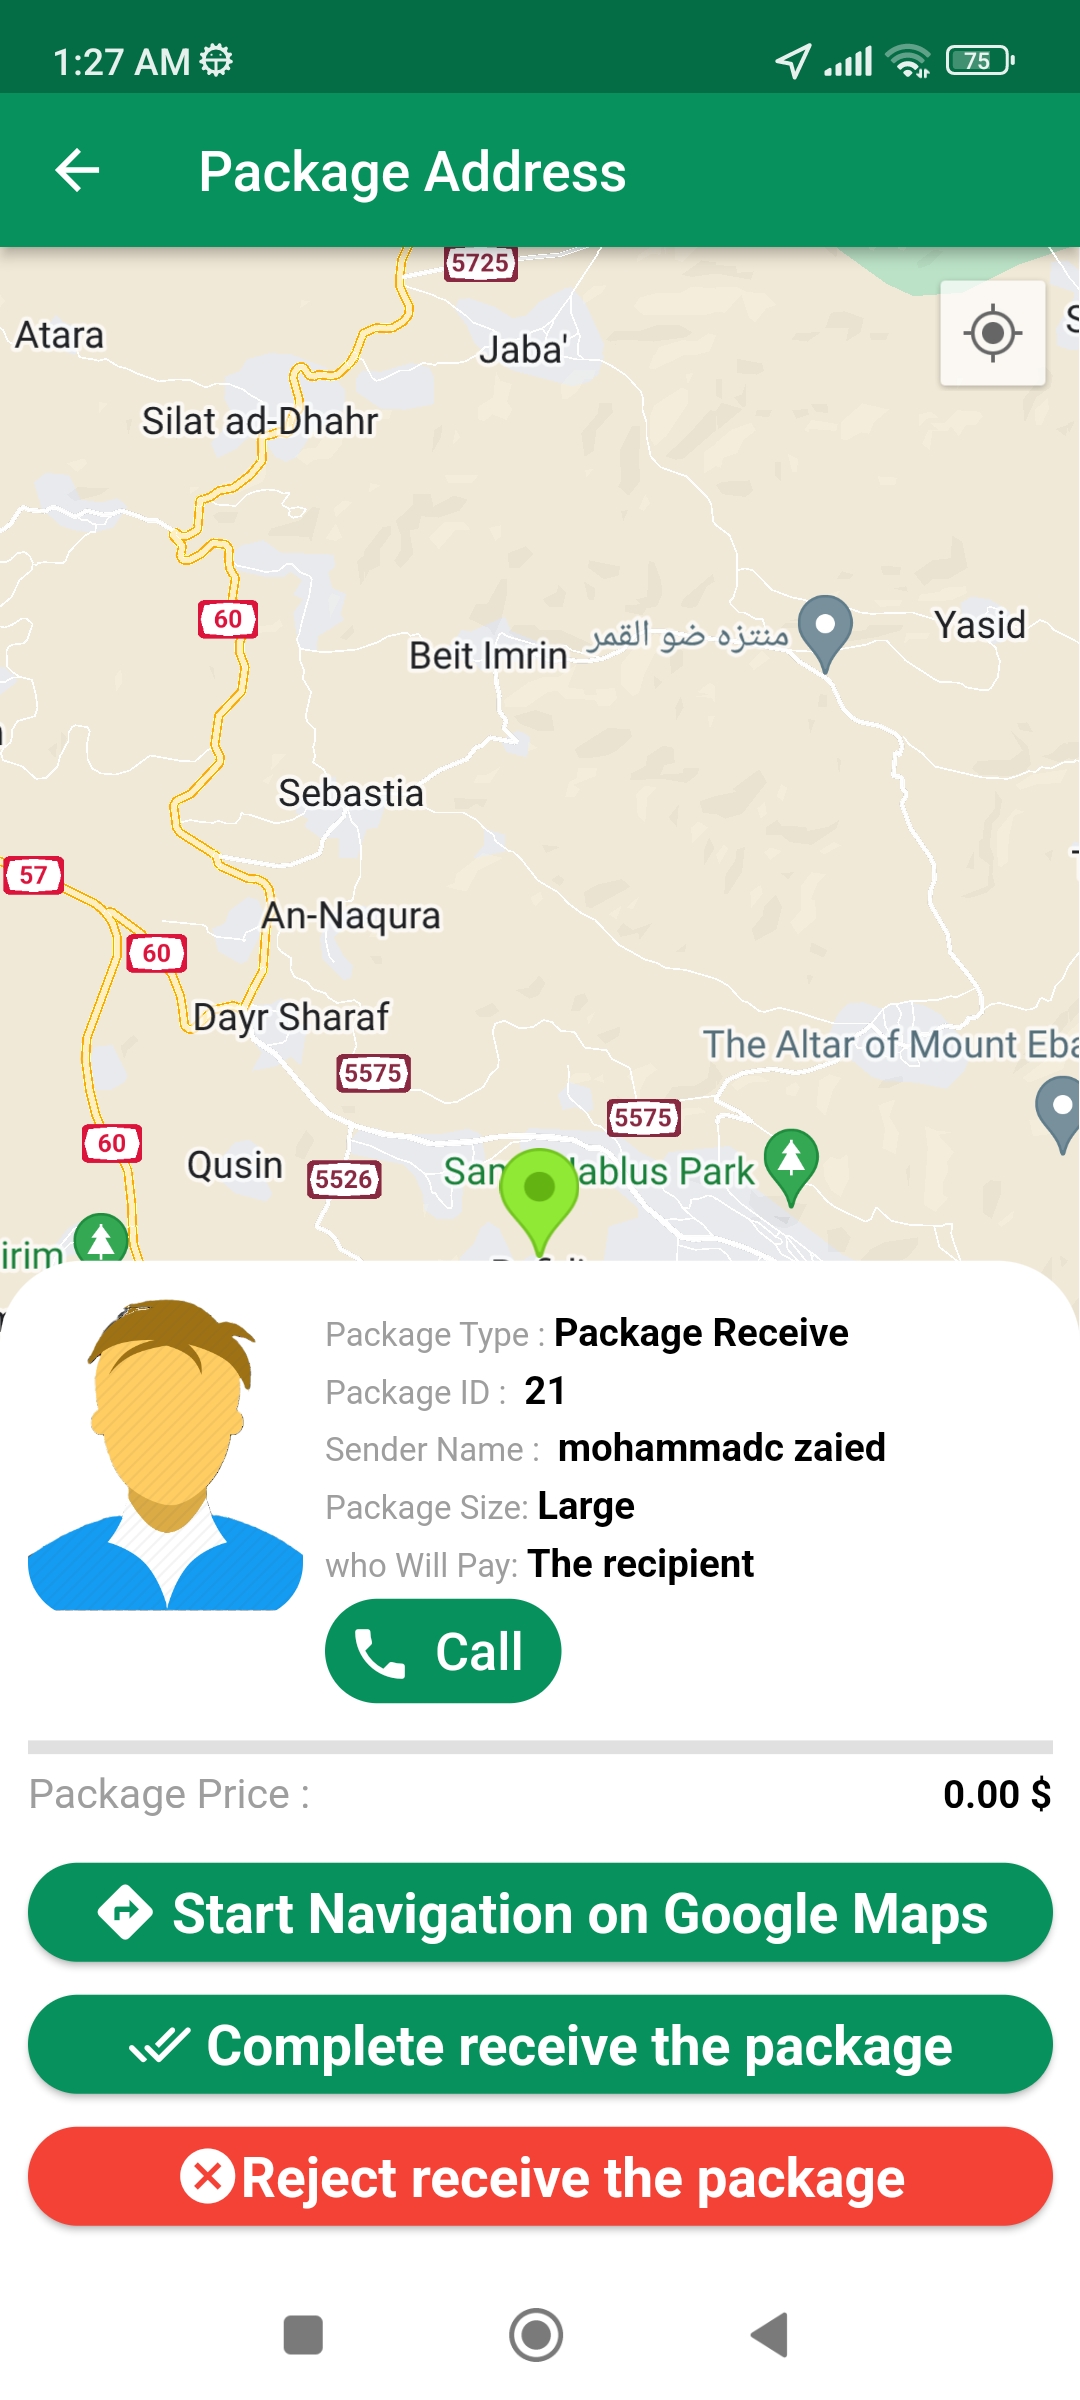 1:27 AM 75
Package Address
5725
Atara
Jaba'
Silat ad-Dhahr
60
منتزه ضو القمر
Yasid
Beit Imrin
Sebastia
57
An-Naqura
60
Dayr Sharaf
The Altar of Mount Eba
5575
5575
60
Qusin
5526
Sam ablus Park
irim
Package Type : Package Receive
Package ID : 21
Sender Name : mohammadc zaied
Package Size: Large
who Will Pay: The recipient
Call
Package Price : 0.00 $
Start Navigation on Google Maps
Complete receive the package
Reject receive the package